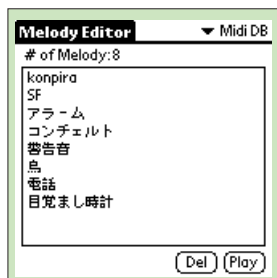 Melody Editor ▼ Midi DB
# of Melody:8
konpira
SF
アラーム
コンチェルト
警告音
鳥
電話
目覚まし時計
Del Play